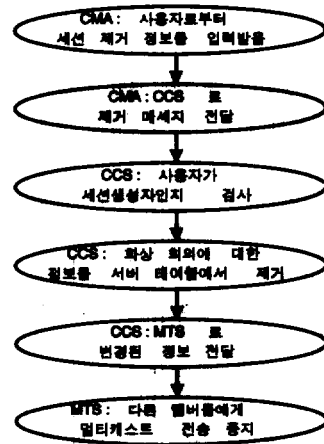 CMA : 사용자로부터
세션 제거 정보를 입력받음
CMA : CCS 로
제거 메세지 전달
CCS : 사용자가
세션생성자인지 검사
CCS : 화상 회의에 대한
정보를 서버 테이블에서 제거
CCS : MTS 로
변경된 정보 전달
MTS : 다른 멤버들에게
멀티캐스트 전송 중지